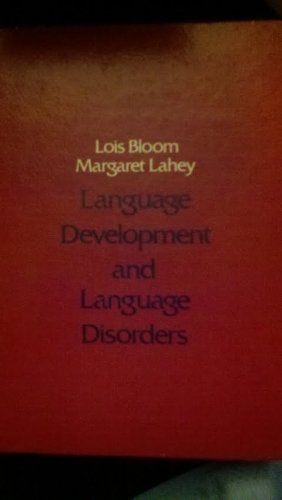 Lois Bloom
Margaret Lahey
Language
Development
and
Language
Disorders